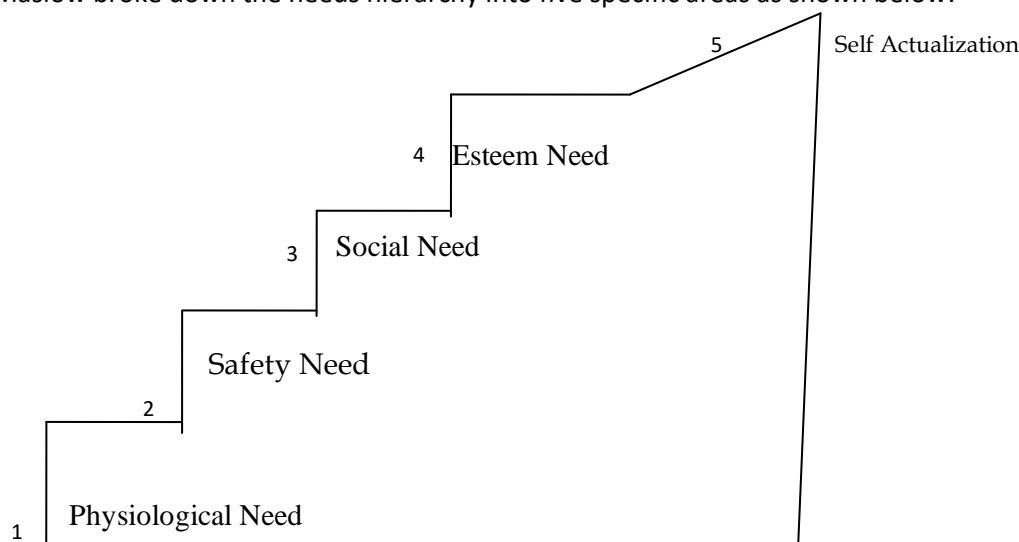 Maslow broke down the needs hierarchy into five specific areas as shown below:
5
Self Actualization
4
Esteem Need
3
Social Need
Safety Need
2
Physiological Need
1